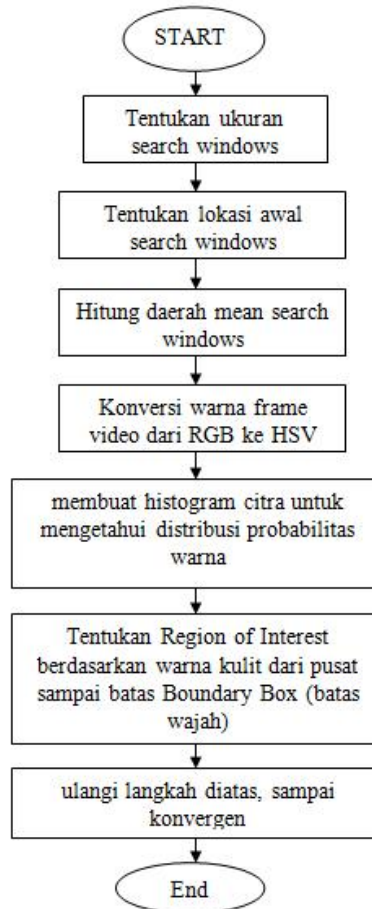 START
Tentukan ukuran
search windows
Tentukan lokasi awal
search windows
Hitung daerah mean search
windows
Konversi warna frame
video dari RGB ke HSV
membuat histogram citra untuk
mengetahui distribusi probabilitas
warna
Tentukan Region of Interest
berdasarkan warna kulit dari pusat
sampai batas Boundary Box (batas
wajah)
ulangi langkah diatas, sampai
konvergen
End